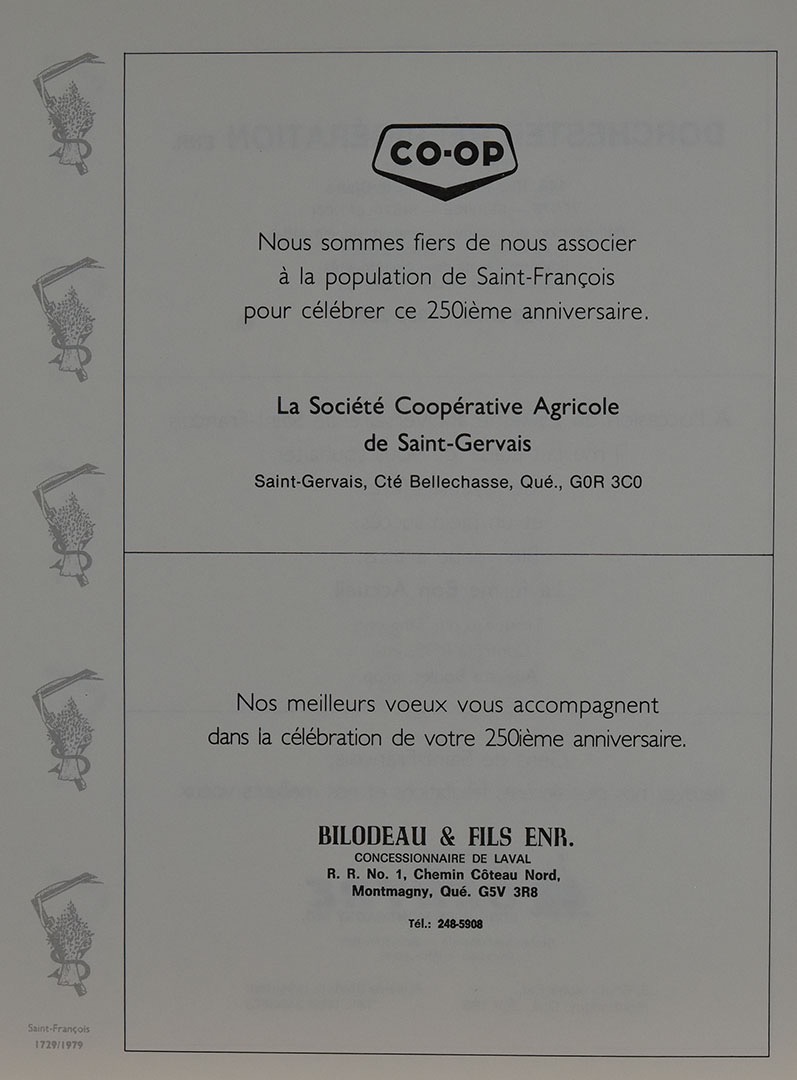 CO-OP
Nous sommes fiers de nous associer
à la population de Saint-François
pour célébrer ce 250ième anniversaire.
La Société Coopérative Agricole
de Saint-Gervais
Saint-Gervais, Cté Bellechasse, Qué., G0R 3C0
Nos meilleurs voeux vous accompagnent
dans la célébration de votre 250ième anniversaire.
BILODEAU & FILS ENR.
CONCESSIONNAIRE DE LAVAL
R. R. No. 1, Chemin Côteau Nord,
Montmagny, Qué. G5V 3R8
Tél.: 248-5908
Saint-François
1729/1979